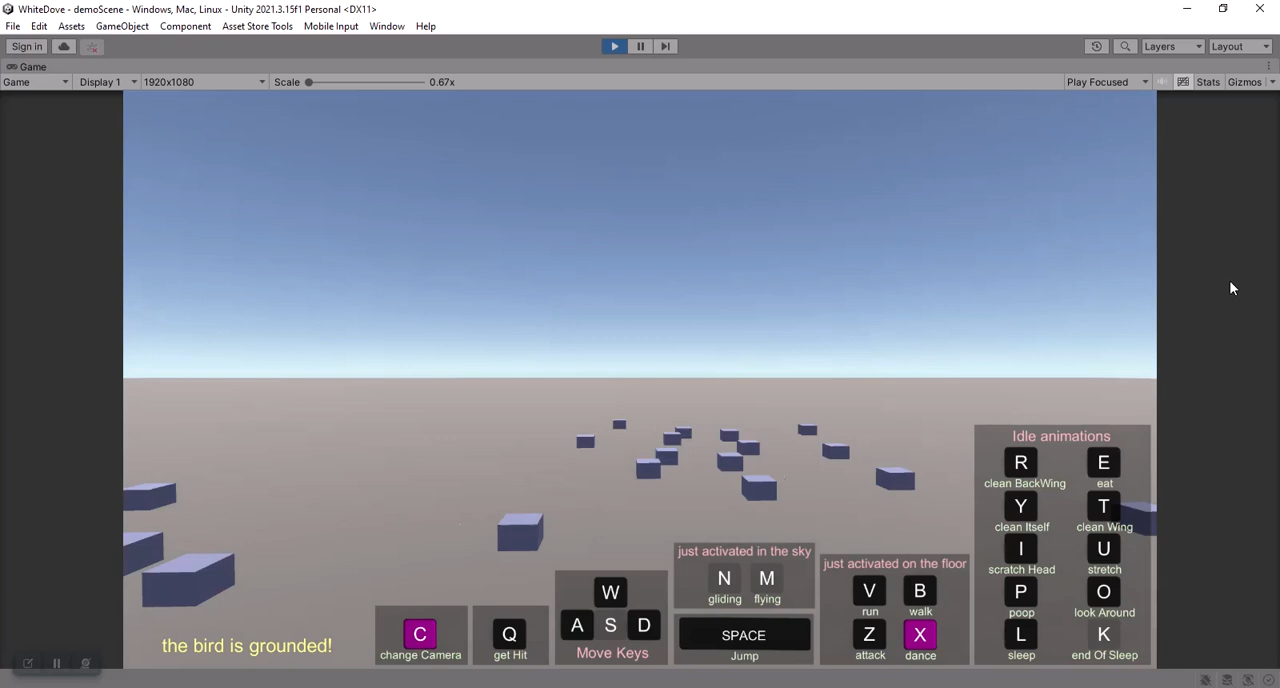 WhiteDove - demoScene - Windows, Mac, Linux - Unity 2021.3.15f1 Personal <DX11>
File Edit Assets GameObject Component Asset Store Tools Mobile Input Window Help
Sign in Layers Layout
Game
Game Display 1 1920x1080 Scale 0.67x Play Focused Stats Gizmos
the bird is grounded!
C
change Camera
Q
get Hit
W
A S D
Move Keys
just activated in the sky
N M
gliding flying
SPACE
Jump
just activated on the floor
V B
run walk
Z X
attack dance
Idle animations
R E
clean BackWing eat
Y T
clean Itself clean Wing
I U
scratch Head stretch
P O
poop look Around
L K
sleep end Of Sleep